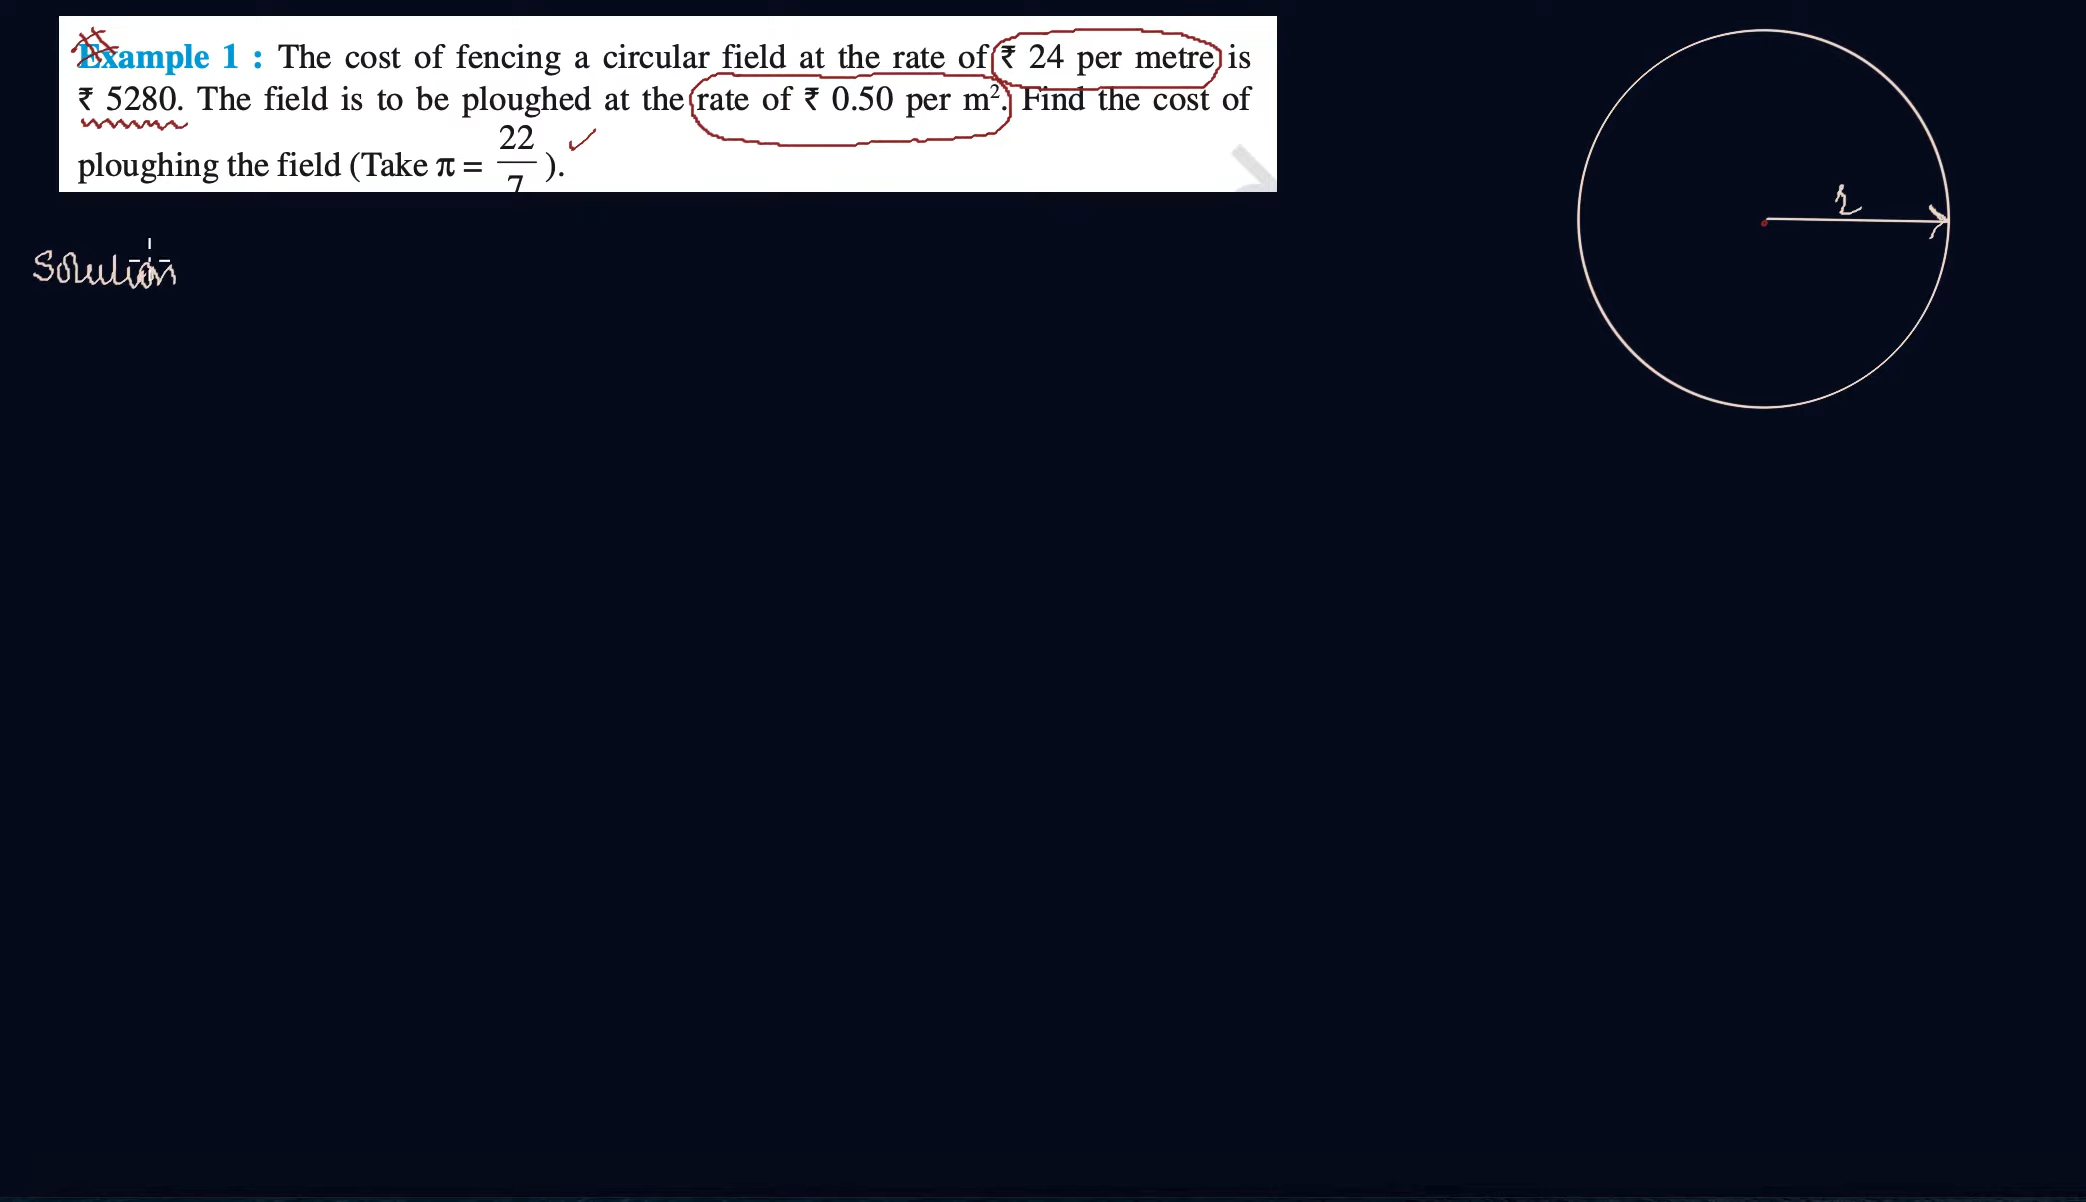 Example 1 : The cost of fencing a circular field at the rate of ₹ 24 per metre is
₹ 5280. The field is to be ploughed at the rate of ₹ 0.50 per m². Find the cost of
ploughing the field (Take π = 22/7 ).
r
Solution